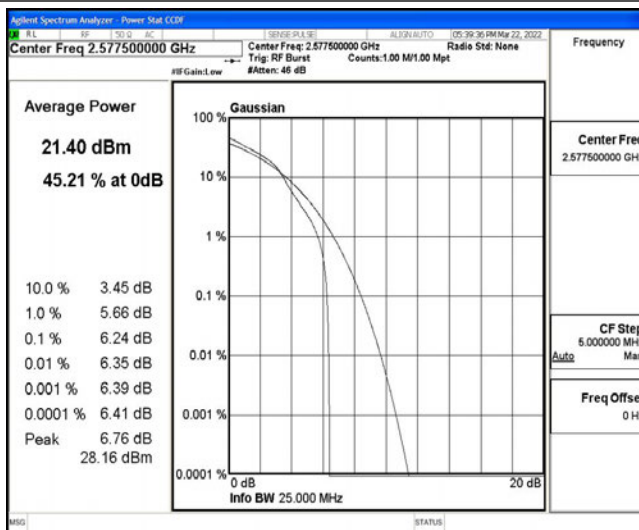 Agilent Spectrum Analyzer - Power Stat CCDF
RL RF 50 Ω AC SENSE:PULSE ALIGN AUTO 05:39:36 PM Mar 22, 2022
Center Freq 2.577500000 GHz
Center Freq: 2.577500000 GHz Radio Std: None
Trig: RF Burst Counts:1.00 M/1.00 Mpt
#IFGain:Low #Atten: 46 dB
Frequency
Average Power
21.40 dBm
45.21 % at 0dB
10.0 % 3.45 dB
1.0 % 5.66 dB
0.1 % 6.24 dB
0.01 % 6.35 dB
0.001 % 6.39 dB
0.0001 % 6.41 dB
Peak 6.76 dB
28.16 dBm
Gaussian
100 %
10 %
1 %
0.1 %
0.01 %
0.001 %
0.0001 %
0 dB 20 dB
Info BW 25.000 MHz
Center Fre
2.577500000 GH
CF Step
5.000000 MH
Auto Ma
Freq Offse
0 H
MSG STATUS